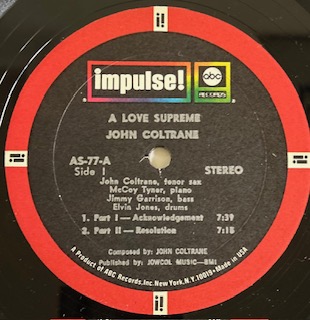 impulse! abc RECORDS
A LOVE SUPREME
JOHN COLTRANE
AS-77-A STEREO
Side 1
John Coltrane, tenor sax
McCoy Tyner, piano
Jimmy Garrison, bass
Elvin Jones, drums
1. Part I — Acknowledgement 7:39
2. Part II — Resolution 7:15
Composed by: JOHN COLTRANE
Published by: JOWCOL MUSIC—BMI
A Product of ABC Records, Inc. New York, N.Y. 10019 • Made in USA
i!
i!
i!
i!